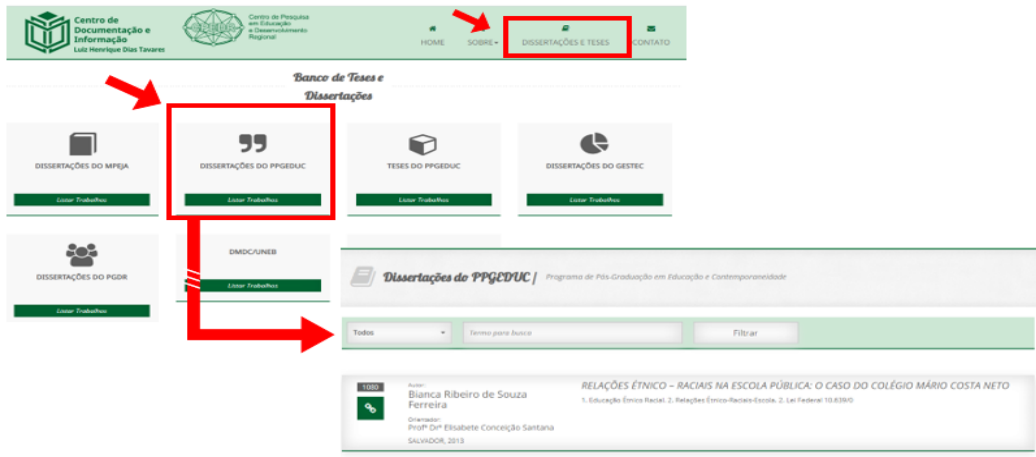 Centro de
Documentação e
Informação
Luiz Henrique Dias Tavares
CPEDR
Centro de Pesquisa
em Educação
e Desenvolvimento
Regional
HOME
SOBRE
DISSERTAÇÕES E TESES
CONTATO
Banco de Teses e
Dissertações
DISSERTAÇÕES DO MPEJA
Listar Trabalhos
DISSERTAÇÕES DO PPGEDUC
Listar Trabalhos
TESES DO PPGEDUC
Listar Trabalhos
DISSERTAÇÕES DO GESTEC
Listar Trabalhos
DISSERTAÇÕES DO PGDR
Listar Trabalhos
DMDC/UNEB
Listar Trabalhos
Dissertações do PPGEDUC | Programa de Pós-Graduação em Educação e Contemporaneidade
Todos
Termo para busca
Filtrar
1080
Autor:
Bianca Ribeiro de Souza
Ferreira
Orientador:
Profª Drª Elisabete Conceição Santana
SALVADOR, 2013
RELAÇÕES ÉTNICO – RACIAIS NA ESCOLA PÚBLICA: O CASO DO COLÉGIO MÁRIO COSTA NETO
1. Educação Étnico Racial. 2. Relações Étnico-Raciais-Escola. 2. Lei Federal 10.839/0